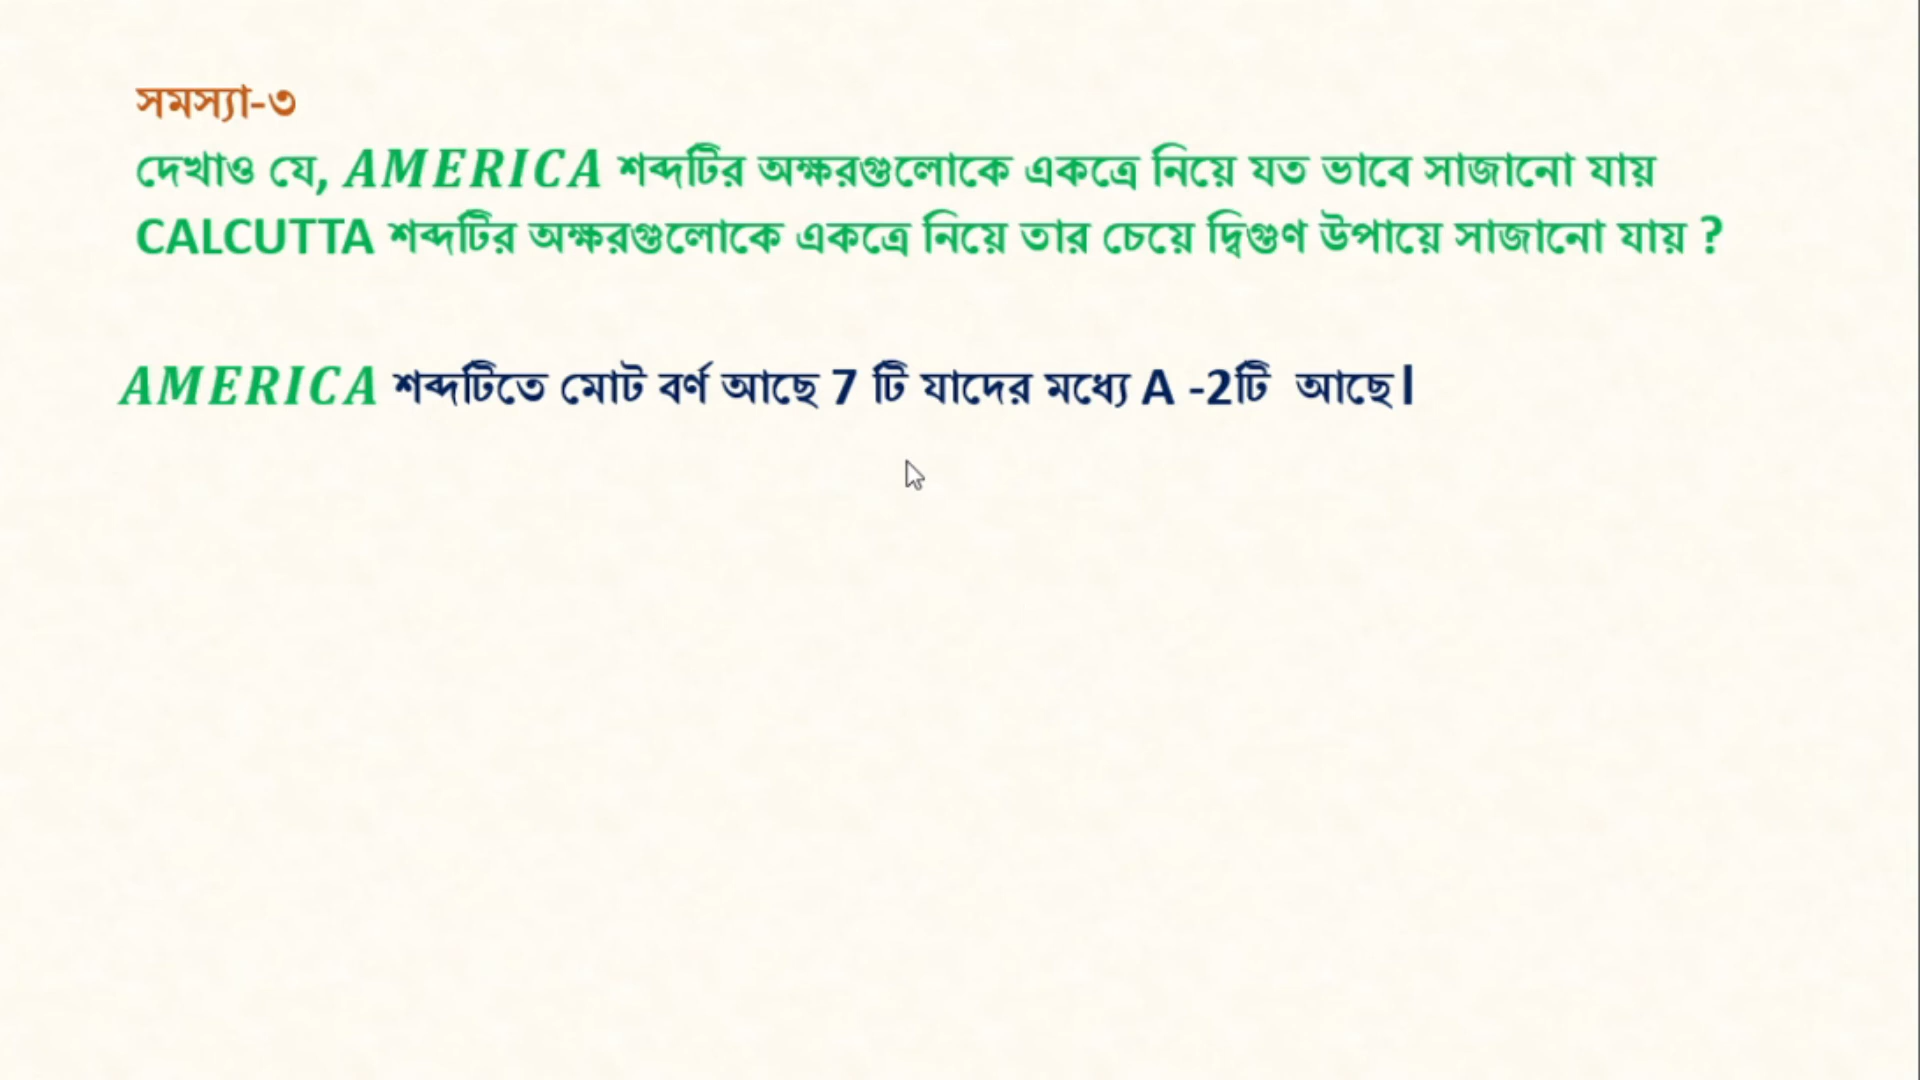 সমস্যা-৩
দেখাও যে, AMERICA শব্দটির অক্ষরগুলোকে একত্রে নিয়ে যত ভাবে সাজানো যায়
CALCUTTA শব্দটির অক্ষরগুলোকে একত্রে নিয়ে তার চেয়ে দ্বিগুণ উপায়ে সাজানো যায় ?
AMERICA শব্দটিতে মোট বর্ণ আছে 7 টি যাদের মধ্যে A -2টি আছে।